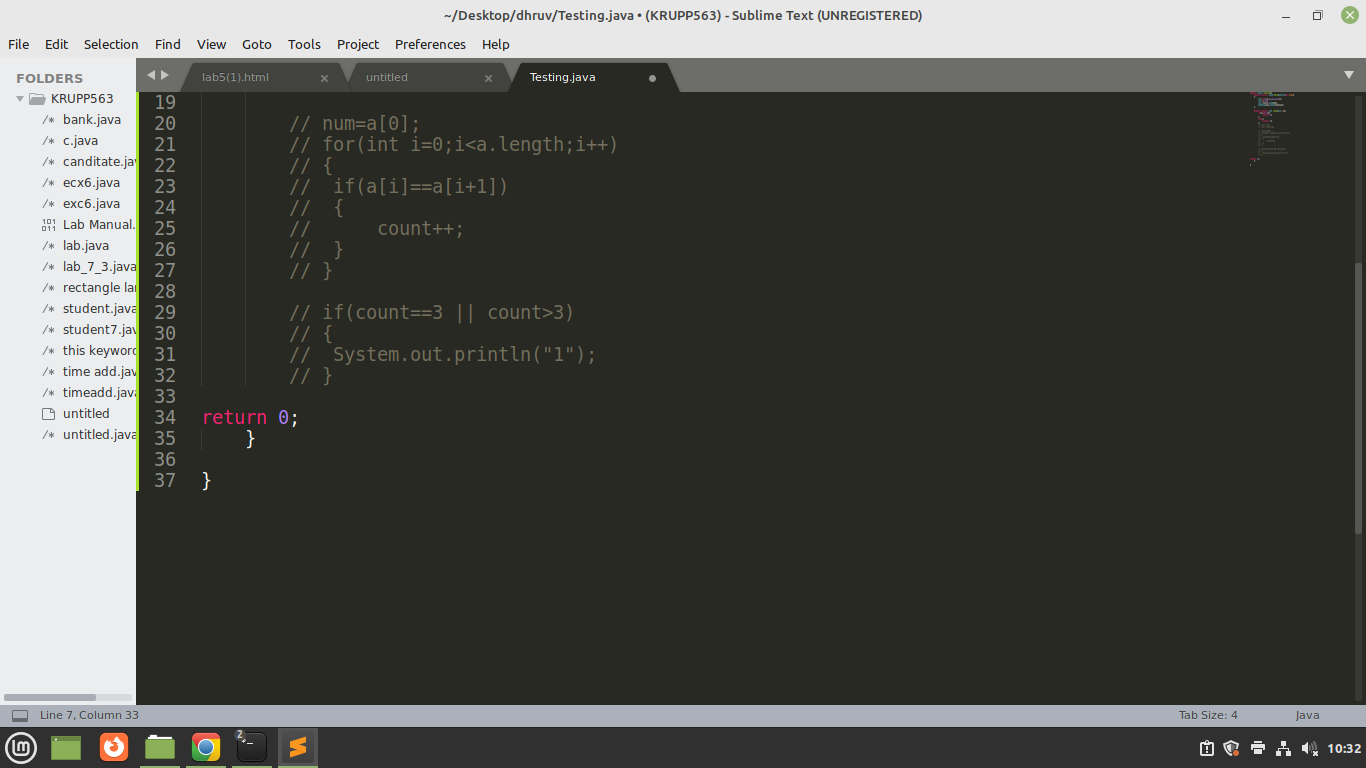 ~/Desktop/dhruv/Testing.java • (KRUPP563) - Sublime Text (UNREGISTERED)
File Edit Selection Find View Goto Tools Project Preferences Help
FOLDERS
KRUPP563
/* bank.java
/* c.java
/* canditate.jav
/* ecx6.java
/* exc6.java
Lab Manual.
/* lab.java
/* lab_7_3.java
/* rectangle lar
/* student.java
/* student7.jav
/* this keyword
/* time add.jav
/* timeadd.java
untitled
/* untitled.java
lab5(1).html untitled Testing.java
19
20 // num=a[0];
21 // for(int i=0;i<a.length;i++)
22 // {
23 // if(a[i]==a[i+1])
24 // {
25 // count++;
26 // }
27 // }
28
29 // if(count==3 || count>3)
30 // {
31 // System.out.println("1");
32 // }
33
34 return 0;
35 }
36
37 }
Line 7, Column 33 Tab Size: 4 Java
2 10:32